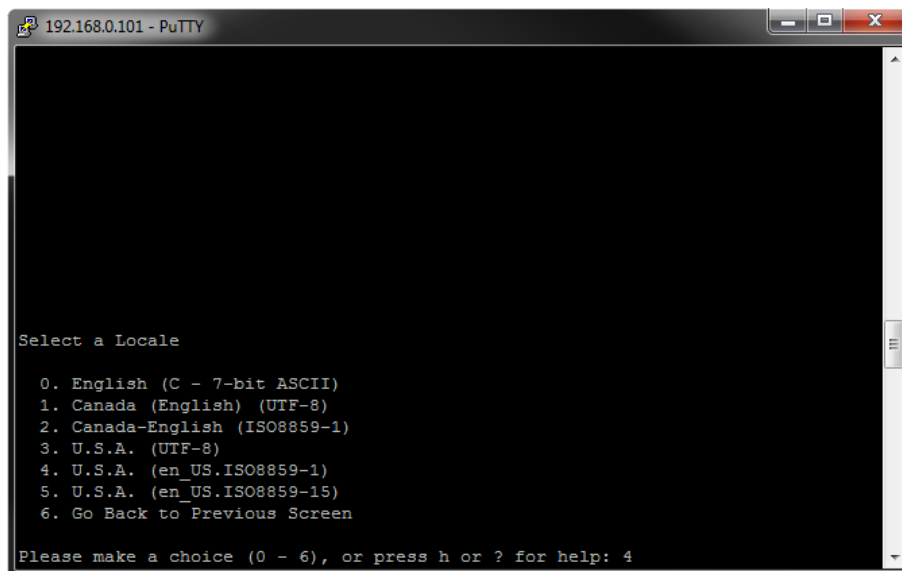 192.168.0.101 - PuTTY
Select a Locale
0. English (C - 7-bit ASCII)
1. Canada (English) (UTF-8)
2. Canada-English (ISO8859-1)
3. U.S.A. (UTF-8)
4. U.S.A. (en_US.ISO8859-1)
5. U.S.A. (en_US.ISO8859-15)
6. Go Back to Previous Screen
Please make a choice (0 - 6), or press h or ? for help: 4